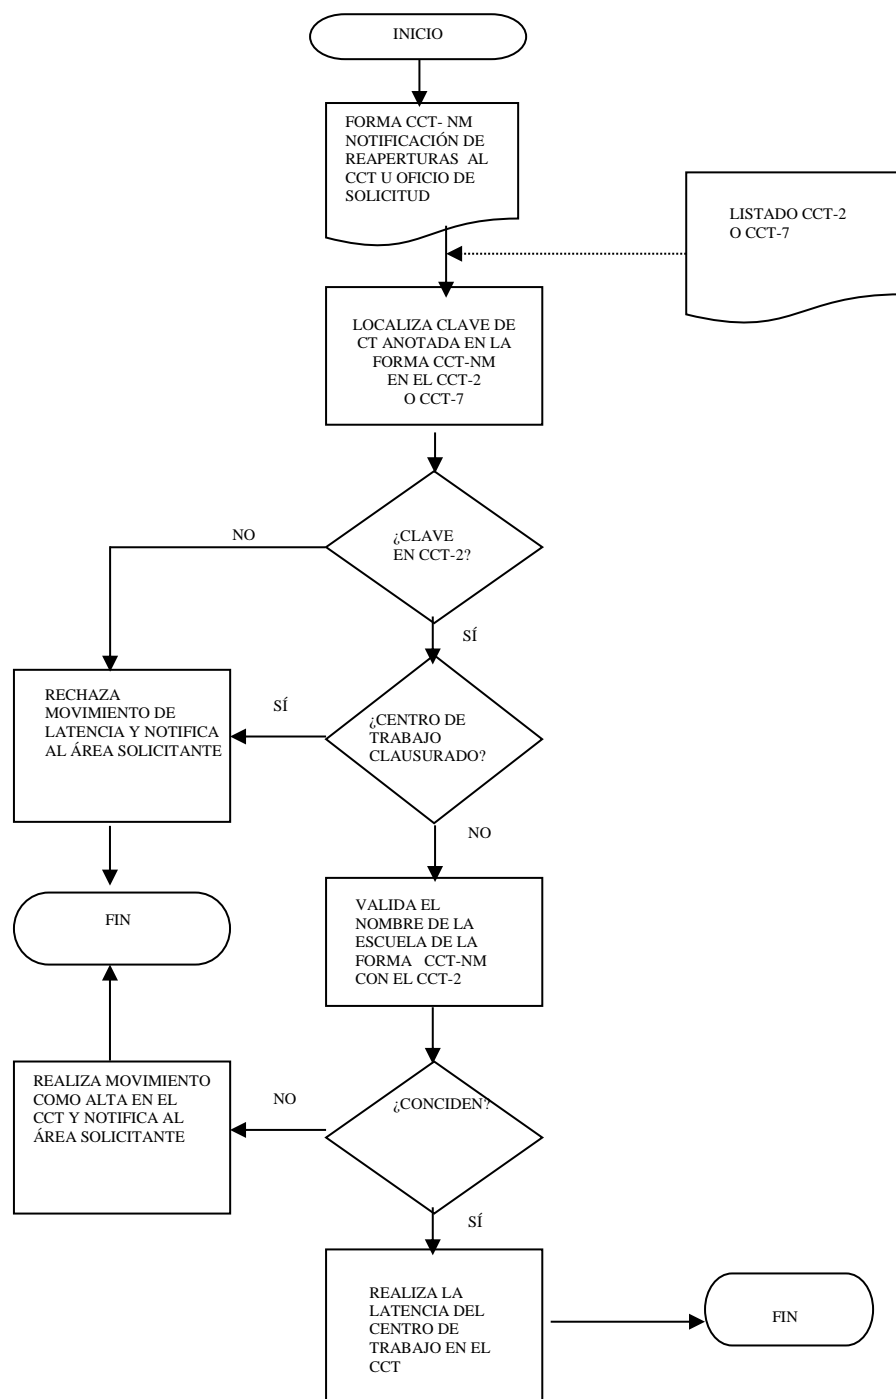 INICIO
FORMA CCT- NM
NOTIFICACIÓN DE
REAPERTURAS AL
CCT U OFICIO DE
SOLICITUD
LISTADO CCT-2
O CCT-7
LOCALIZA CLAVE DE
CT ANOTADA EN LA
FORMA CCT-NM
EN EL CCT-2
O CCT-7
¿CLAVE
EN CCT-2?
NO
SÍ
RECHAZA
MOVIMIENTO DE
LATENCIA Y NOTIFICA
AL ÁREA SOLICITANTE
SÍ
¿CENTRO DE
TRABAJO
CLAUSURADO?
NO
FIN
VALIDA EL
NOMBRE DE LA
ESCUELA DE LA
FORMA CCT-NM
CON EL CCT-2
REALIZA MOVIMIENTO
COMO ALTA EN EL
CCT Y NOTIFICA AL
ÁREA SOLICITANTE
NO
¿CONCIDEN?
SÍ
REALIZA LA
LATENCIA DEL
CENTRO DE
TRABAJO EN EL
CCT
FIN